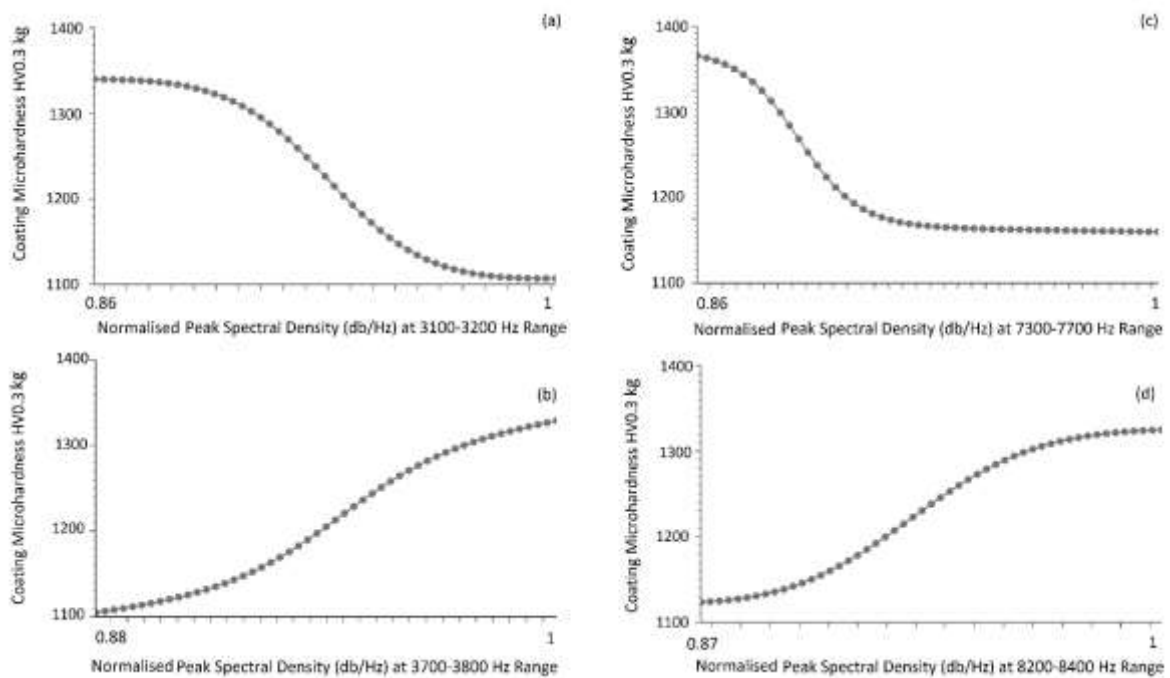 (a)
Coating Microhardness HV0.3 kg
1400
1300
1200
1100
0.86
1
Normalised Peak Spectral Density (db/Hz) at 3100-3200 Hz Range
(c)
Coating Microhardness HV0.3 kg
1400
1300
1200
1100
0.86
1
Normalised Peak Spectral Density (db/Hz) at 7300-7700 Hz Range
(b)
Coating Microhardness HV0.3 kg
1400
1300
1200
1100
0.88
1
Normalised Peak Spectral Density (db/Hz) at 3700-3800 Hz Range
(d)
Coating Microhardness HV0.3 kg
1400
1300
1200
1100
0.87
1
Normalised Peak Spectral Density (db/Hz) at 8200-8400 Hz Range